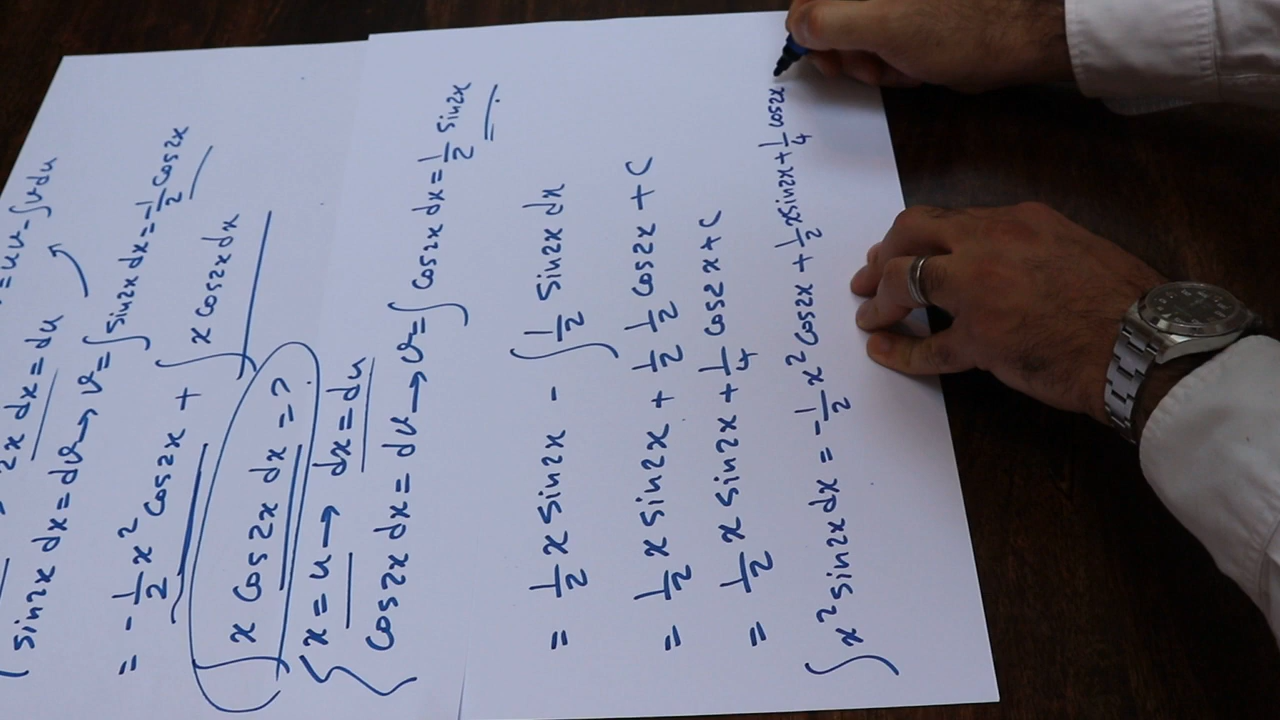 = uv - ∫vdu
2x dx = du
sin2x dx = dv → v = ∫sin2x dx = -1/2 cos2x
= -1/2 x² cos2x + ∫x cos2x dx
∫x cos2x dx = ?
{ x = u → dx = du
cos2x dx = dv → v = ∫cos2x dx = 1/2 sin2x
= 1/2 x sin2x - ∫1/2 sin2x dx
= 1/2 x sin2x + 1/2 1/2 cos2x + C
= 1/2 x sin2x + 1/4 cos2x + C
∫x² sin2x dx = -1/2 x² cos2x + 1/2 x sin2x + 1/4 cos2x